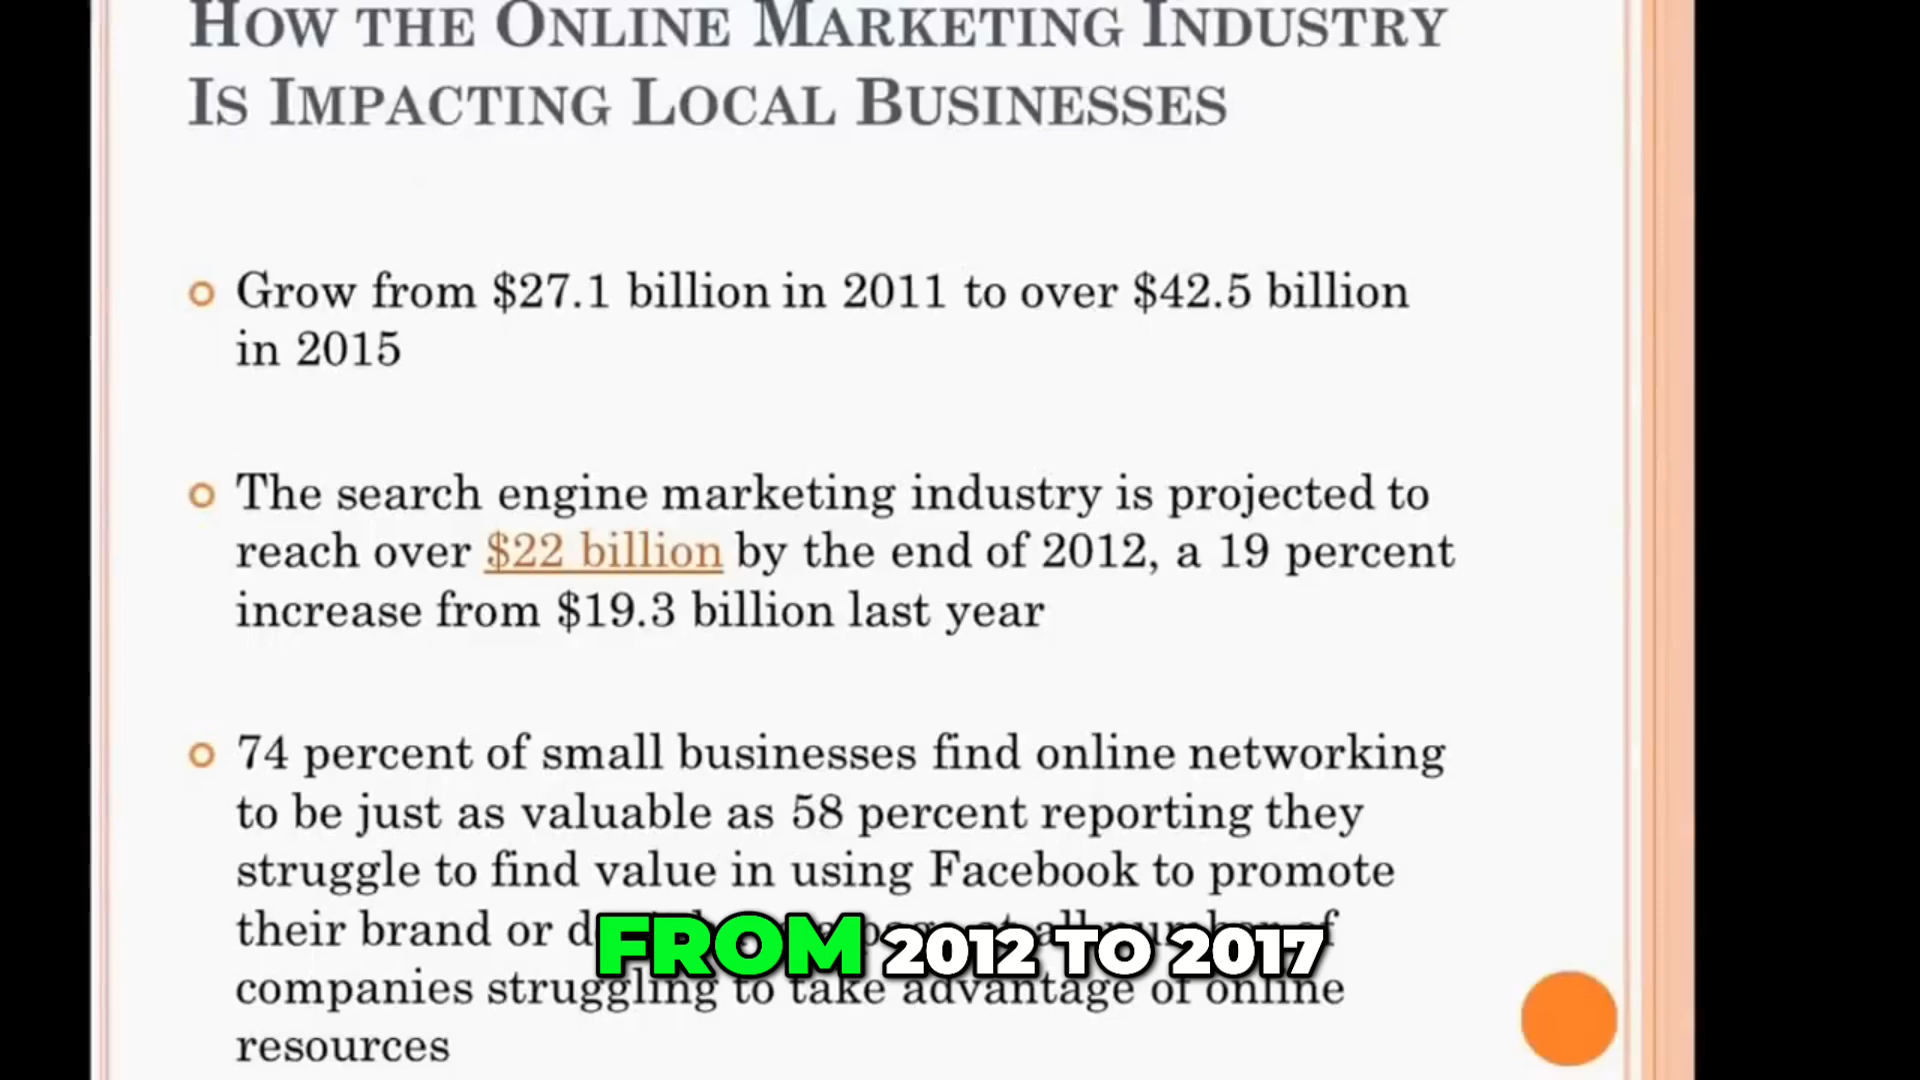 HOW THE ONLINE MARKETING INDUSTRY
IS IMPACTING LOCAL BUSINESSES
Grow from $27.1 billion in 2011 to over $42.5 billion
in 2015
The search engine marketing industry is projected to
reach over $22 billion by the end of 2012, a 19 percent
increase from $19.3 billion last year
74 percent of small businesses find online networking
to be just as valuable as 58 percent reporting they
struggle to find value in using Facebook to promote
their brand or all number of
FROM 2012 TO 2017
companies struggling to take advantage of online
resources